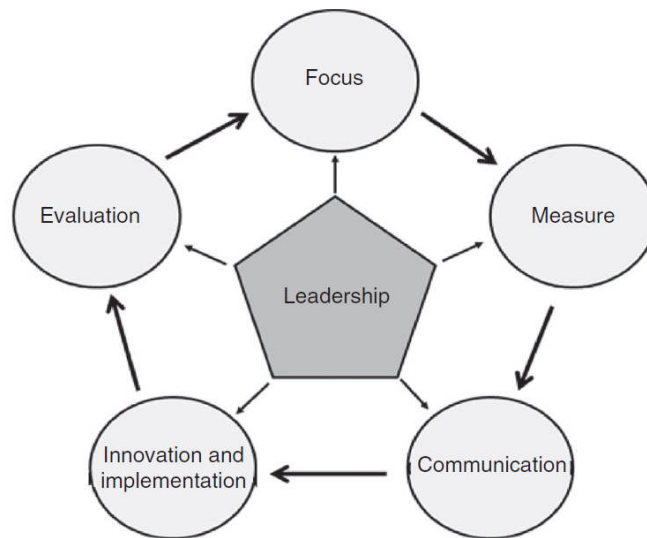 Focus
Evaluation
Measure
Leadership
Innovation and
implementation
Communication